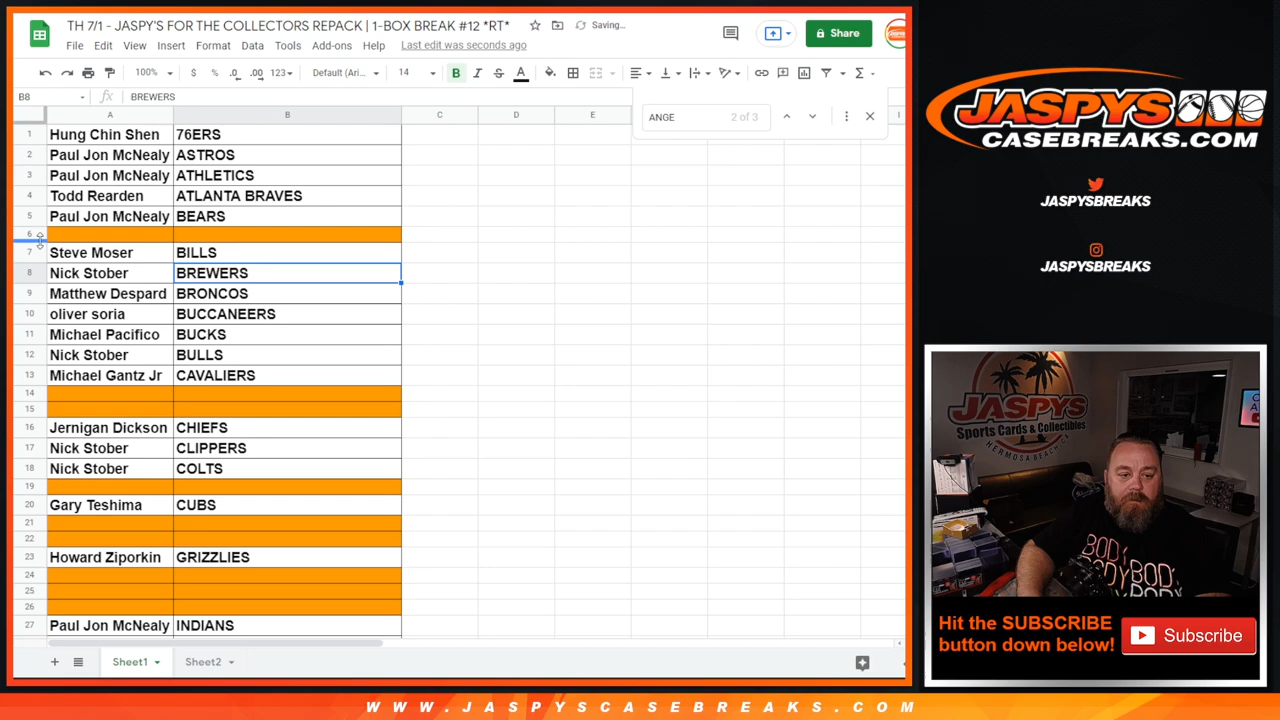 TH 7/1 - JASPY'S FOR THE COLLECTORS REPACK | 1-BOX BREAK #12 *RT*
Saving...
File Edit View Insert Format Data Tools Add-ons Help Last edit was seconds ago
Share
100% $ % .0 .00 123 Default (Ari... 14 B I S A
B8 fx BREWERS
ANGE 2 of 3
A B C D E I
1 Hung Chin Shen 76ERS
2 Paul Jon McNealy ASTROS
3 Paul Jon McNealy ATHLETICS
4 Todd Rearden ATLANTA BRAVES
5 Paul Jon McNealy BEARS
6
7 Steve Moser BILLS
8 Nick Stober BREWERS
9 Matthew Despard BRONCOS
10 oliver soria BUCCANEERS
11 Michael Pacifico BUCKS
12 Nick Stober BULLS
13 Michael Gantz Jr CAVALIERS
14
15
16 Jernigan Dickson CHIEFS
17 Nick Stober CLIPPERS
18 Nick Stober COLTS
19
20 Gary Teshima CUBS
21
22
23 Howard Ziporkin GRIZZLIES
24
25
26
27 Paul Jon McNealy INDIANS
Sheet1 Sheet2
JASPYS
CASEBREAKS.COM
JASPYSBREAKS
JASPYSBREAKS
JASPYS
Sports Cards & Collectibles
HERMOSA BEACH, CA
BODY
BODY BODY
Hit the SUBSCRIBE
button down below!
Subscribe
WWW.JASPYSCASEBREAKS.COM